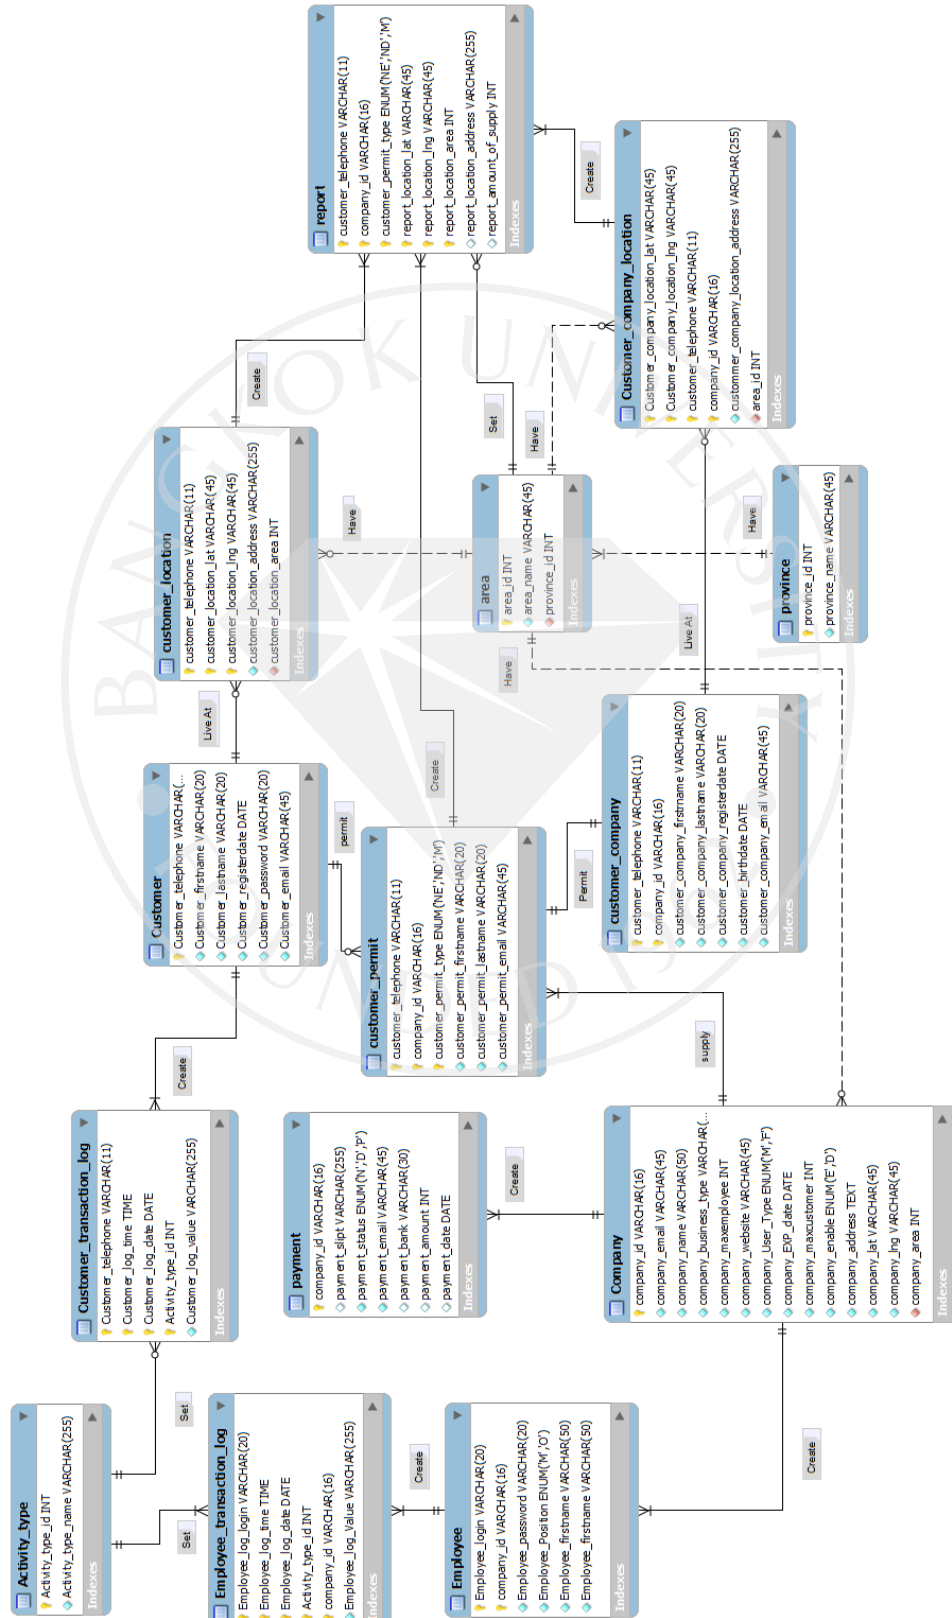 Activity_type
Activity_type_id INT
Activity_type_name VARCHAR(255)
Indexes
Set
Set
Customer_transaction_log
Customer_telephone VARCHAR(11)
Customer_log_time TIME
Customer_log_date DATE
Activity_type_id INT
Customer_log_value VARCHAR(255)
Indexes
Create
Customer
Customer_telephone VARCHAR(...
Customer_firstname VARCHAR(20)
Customer_lastname VARCHAR(20)
Customer_registerdate DATE
Customer_password VARCHAR(20)
Customer_email VARCHAR(45)
Indexes
Live At
permit
customer_location
customer_telephone VARCHAR(11)
customer_location_lat VARCHAR(45)
customer_location_lng VARCHAR(45)
customer_location_address VARCHAR(255)
customer_location_area INT
Indexes
Create
Have
report
customer_telephone VARCHAR(11)
company_id VARCHAR(16)
customer_permit_type ENUM('NE','ND','M')
report_location_lat VARCHAR(45)
report_location_lng VARCHAR(45)
report_location_area INT
report_location_address VARCHAR(255)
report_amount_of_supply INT
Indexes
Employee_transaction_log
Employee_log_login VARCHAR(20)
Employee_log_time TIME
Employee_log_date DATE
Activity_type_id INT
company_id VARCHAR(16)
Employee_log_value VARCHAR(255)
Indexes
Create
payment
company_id VARCHAR(16)
payment_slipt VARCHAR(255)
payment_status ENUM('N','D','P')
payment_email VARCHAR(45)
payment_bank VARCHAR(30)
payment_amount INT
payment_date DATE
Indexes
Create
customer_permit
customer_telephone VARCHAR(11)
company_id VARCHAR(16)
customer_permit_type ENUM('NE','ND','M')
customer_permit_firstname VARCHAR(20)
customer_permit_lastname VARCHAR(20)
customer_permit_email VARCHAR(45)
Indexes
Create
Permit
supply
area
area_id INT
area_name VARCHAR(45)
province_id INT
Indexes
Set
Have
Have
Employee
Employee_login VARCHAR(20)
company_id VARCHAR(16)
Employee_password VARCHAR(20)
Employee_Position ENUM('M','O')
Employee_firstname VARCHAR(50)
Employee_firstname VARCHAR(50)
Indexes
Create
Company
company_id VARCHAR(16)
company_email VARCHAR(45)
company_name VARCHAR(50)
company_business_type VARCHAR(...
company_maxemployee INT
company_website VARCHAR(45)
company_User_Type ENUM('M','F')
company_EXP_date DATE
company_maxcustomer INT
company_enable ENUM('E','D')
company_address TEXT
company_lat VARCHAR(45)
company_lng VARCHAR(45)
company_area INT
Indexes
customer_company
customer_telephone VARCHAR(11)
company_id VARCHAR(16)
customer_company_firstname VARCHAR(20)
customer_company_lastname VARCHAR(20)
customer_company_registerdate DATE
customer_birthdate DATE
customer_company_email VARCHAR(45)
Indexes
Live At
Customer_company_location
Customer_company_location_lat VARCHAR(45)
Customer_company_location_lng VARCHAR(45)
customer_telephone VARCHAR(11)
company_id VARCHAR(16)
custommer_company_location_address VARCHAR(255)
area_id INT
Indexes
Create
Have
province
province_id INT
province_name VARCHAR(45)
Indexes
BANGKOK UNIVERSITY